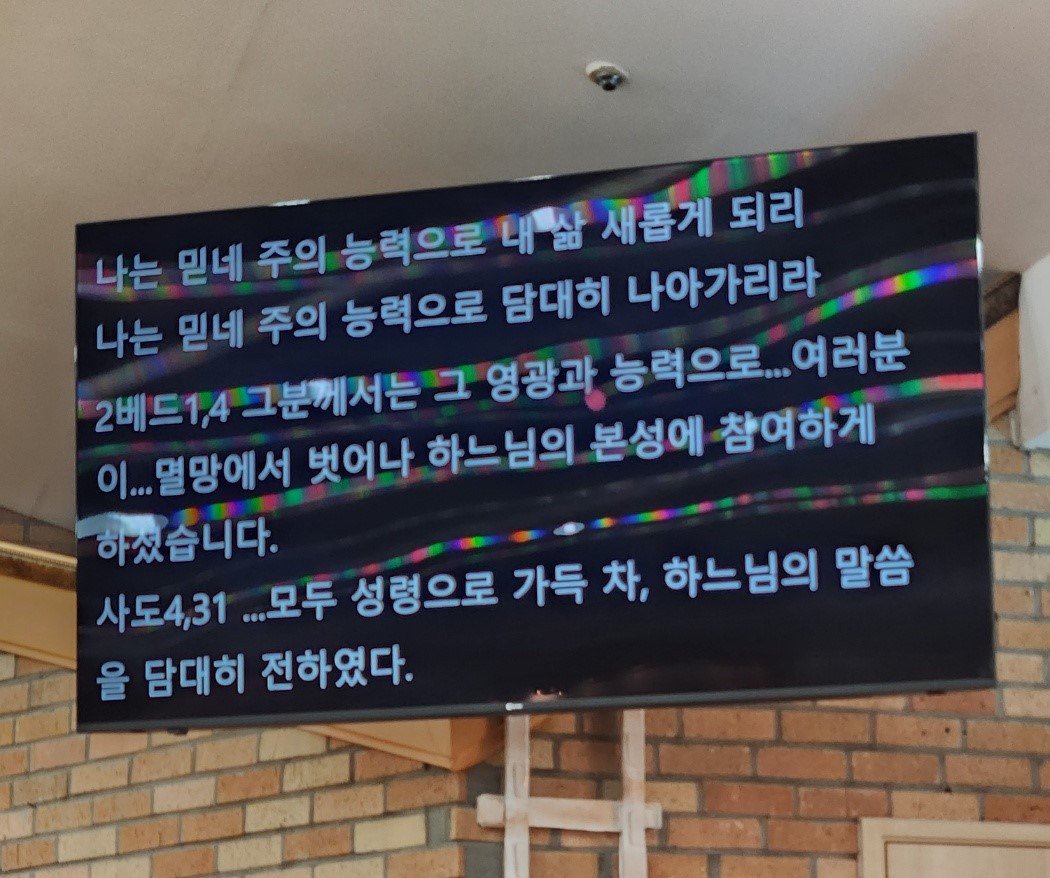 나는 믿네 주의 능력으로 내 삶 새롭게 되리
나는 믿네 주의 능력으로 담대히 나아가리라
2베드1,4 그분께서는 그 영광과 능력으로...여러분
이...멸망에서 벗어나 하느님의 본성에 참여하게
하셨습니다.
사도4,31 ...모두 성령으로 가득 차, 하느님의 말씀
을 담대히 전하였다.